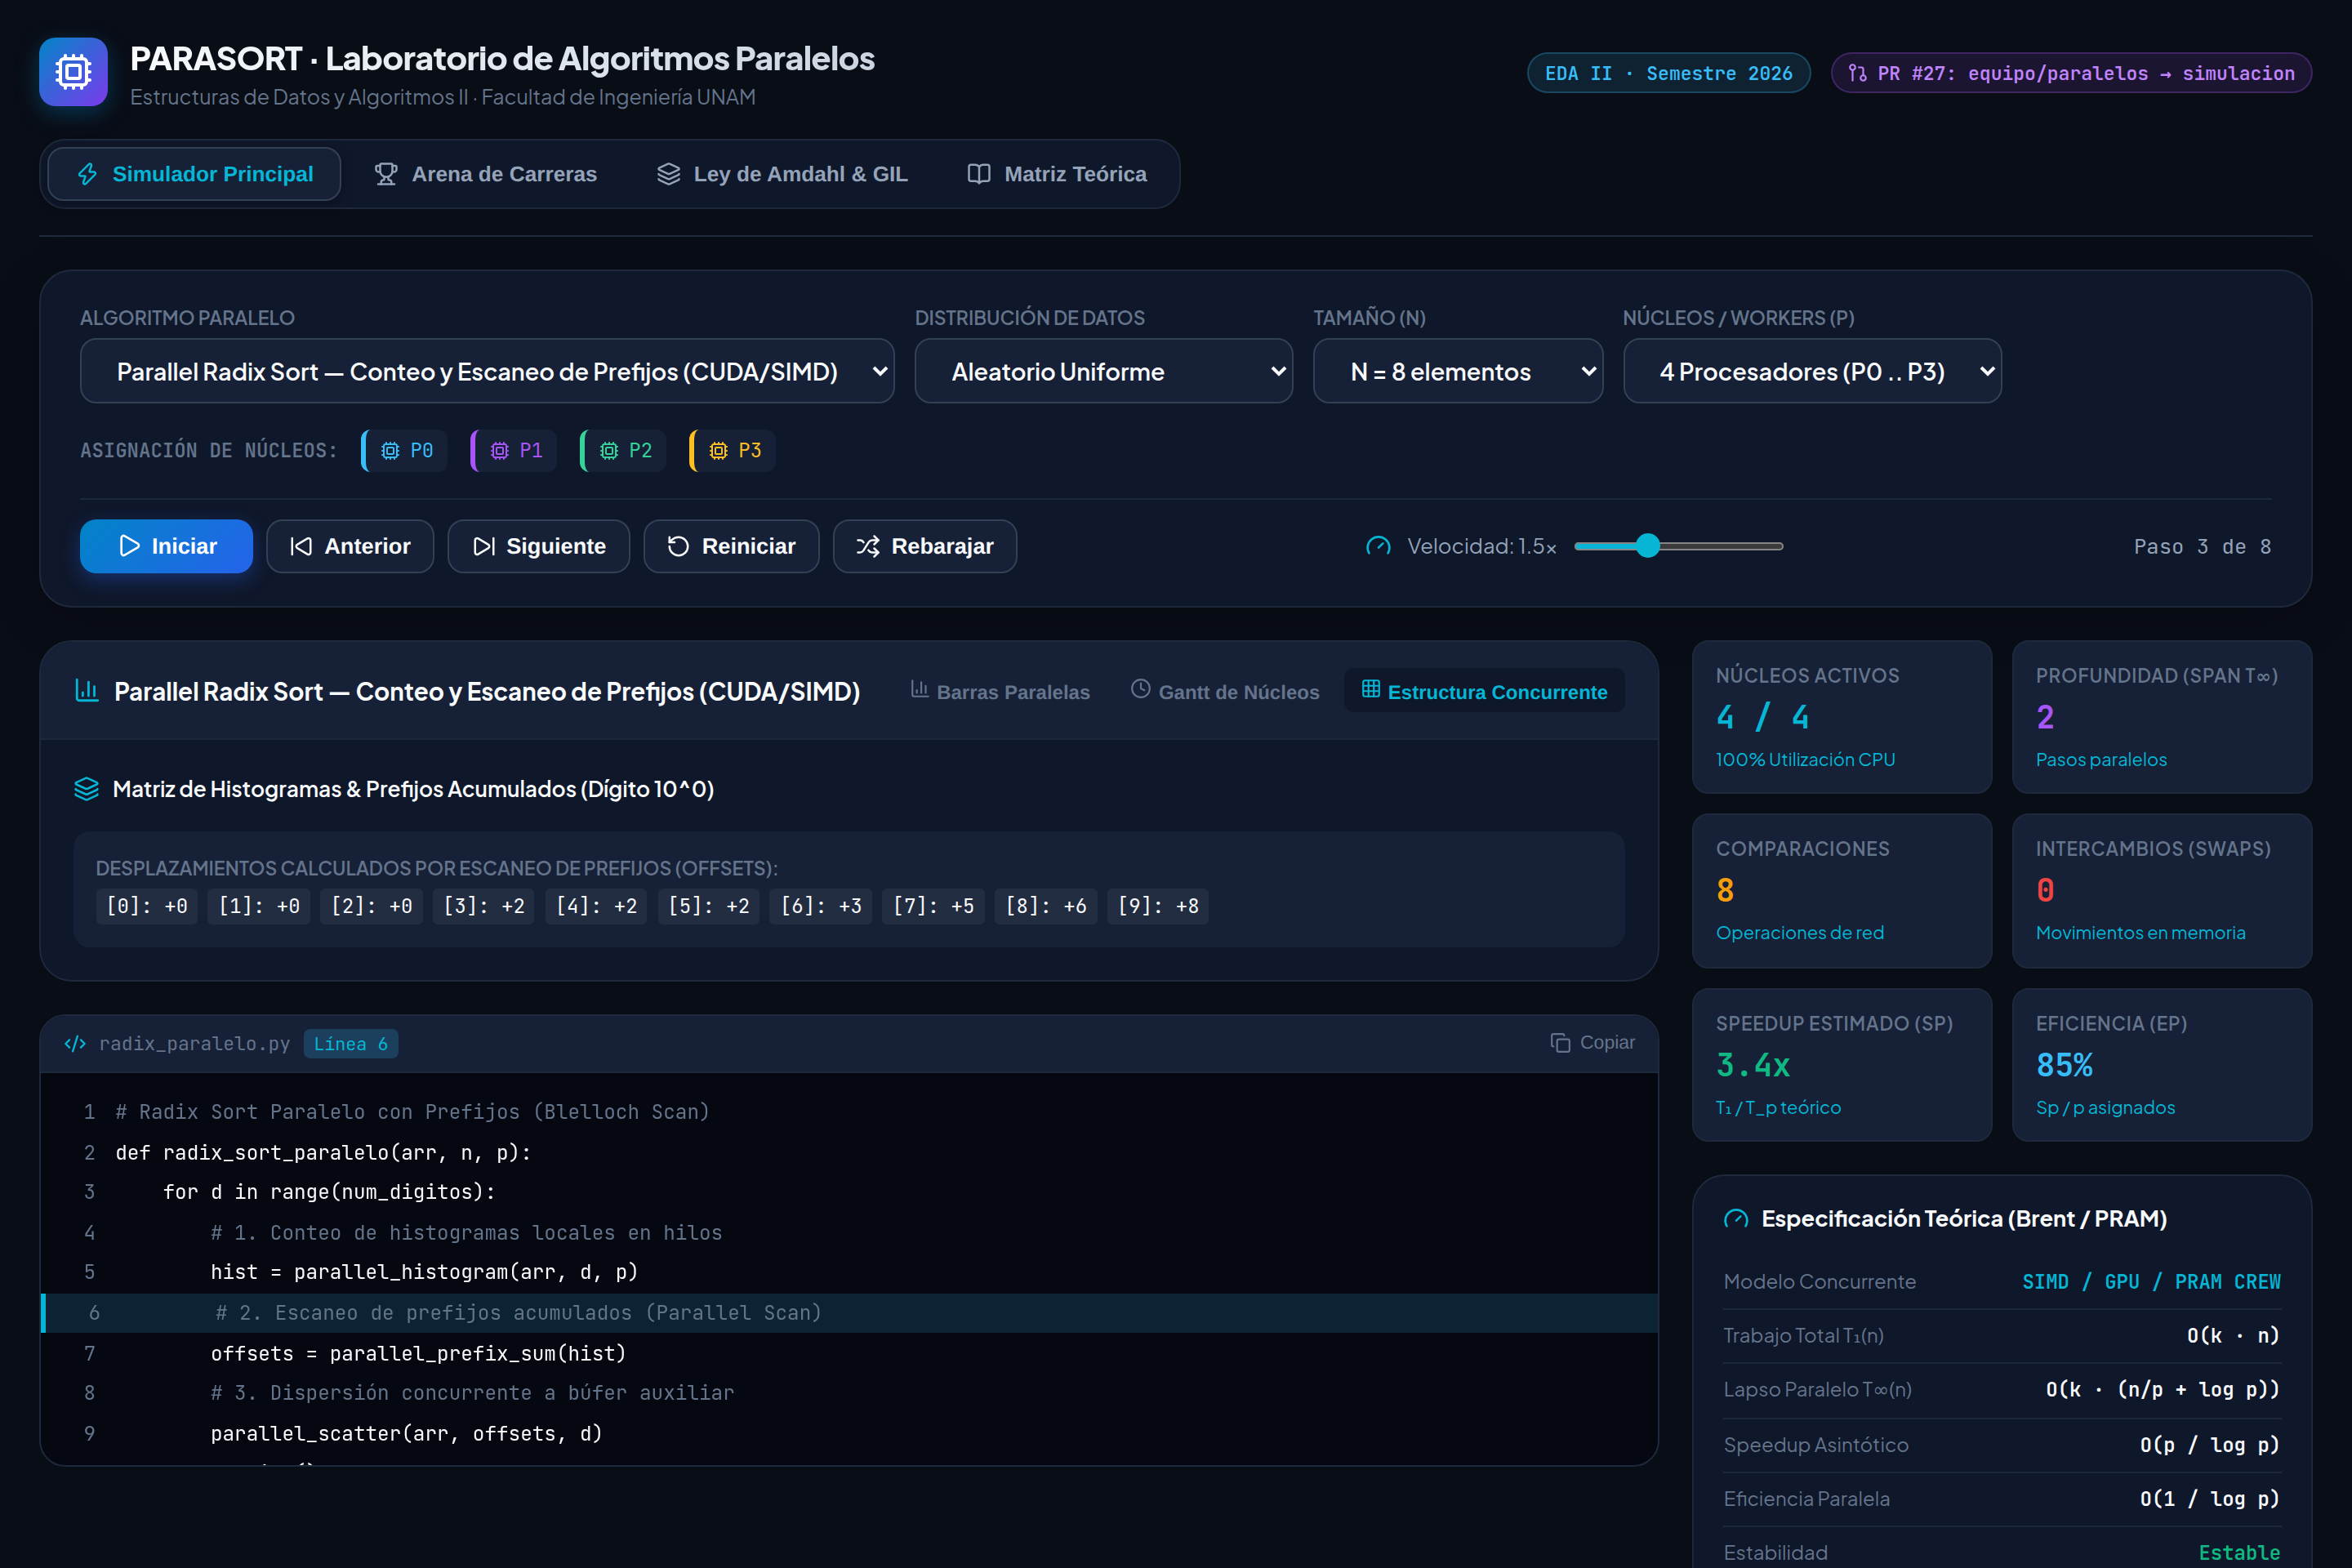 PARASORT · Laboratorio de Algoritmos Paralelos
Estructuras de Datos y Algoritmos II · Facultad de Ingeniería UNAM
EDA II · Semestre 2026
PR #27: equipo/paralelos → simulacion
Simulador Principal
Arena de Carreras
Ley de Amdahl & GIL
Matriz Teórica
ALGORITMO PARALELO
DISTRIBUCIÓN DE DATOS
TAMAÑO (N)
NÚCLEOS / WORKERS (P)
Parallel Radix Sort — Conteo y Escaneo de Prefijos (CUDA/SIMD)
Aleatorio Uniforme
N = 8 elementos
4 Procesadores (P0 .. P3)
ASIGNACIÓN DE NÚCLEOS:
P0
P1
P2
P3
Iniciar
Anterior
Siguiente
Reiniciar
Rebarajar
Velocidad: 1.5×
Paso 3 de 8
Parallel Radix Sort — Conteo y Escaneo de Prefijos (CUDA/SIMD)
Barras Paralelas
Gantt de Núcleos
Estructura Concurrente
Matriz de Histogramas & Prefijos Acumulados (Dígito 10^0)
DESPLAZAMIENTOS CALCULADOS POR ESCANEO DE PREFIJOS (OFFSETS):
[0]: +0
[1]: +0
[2]: +0
[3]: +2
[4]: +2
[5]: +2
[6]: +3
[7]: +5
[8]: +6
[9]: +8
radix_paralelo.py
Línea 6
Copiar
1 # Radix Sort Paralelo con Prefijos (Blelloch Scan)
2 def radix_sort_paralelo(arr, n, p):
3 for d in range(num_digitos):
4 # 1. Conteo de histogramas locales en hilos
5 hist = parallel_histogram(arr, d, p)
6 # 2. Escaneo de prefijos acumulados (Parallel Scan)
7 offsets = parallel_prefix_sum(hist)
8 # 3. Dispersión concurrente a búfer auxiliar
9 parallel_scatter(arr, offsets, d)
NÚCLEOS ACTIVOS
4 / 4
100% Utilización CPU
PROFUNDIDAD (SPAN T∞)
2
Pasos paralelos
COMPARACIONES
8
Operaciones de red
INTERCAMBIOS (SWAPS)
0
Movimientos en memoria
SPEEDUP ESTIMADO (SP)
3.4x
T₁ / T_p teórico
EFICIENCIA (EP)
85%
Sp / p asignados
Especificación Teórica (Brent / PRAM)
Modelo Concurrente SIMD / GPU / PRAM CREW
Trabajo Total T₁(n) O(k · n)
Lapso Paralelo T∞(n) O(k · (n/p + log p))
Speedup Asintótico O(p / log p)
Eficiencia Paralela O(1 / log p)
Estabilidad Estable